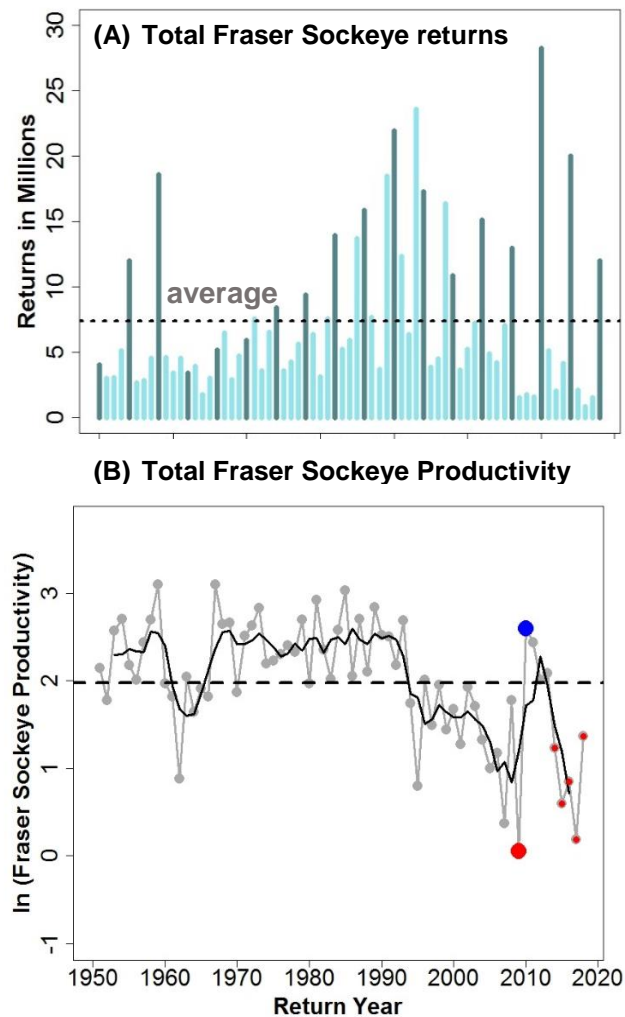 (A) Total Fraser Sockeye returns
30
25
20
15
10
5
0
Returns in Millions
average
(B) Total Fraser Sockeye Productivity
3
2
1
0
-1
ln (Fraser Sockeye Productivity)
1950 1960 1970 1980 1990 2000 2010 2020
Return Year